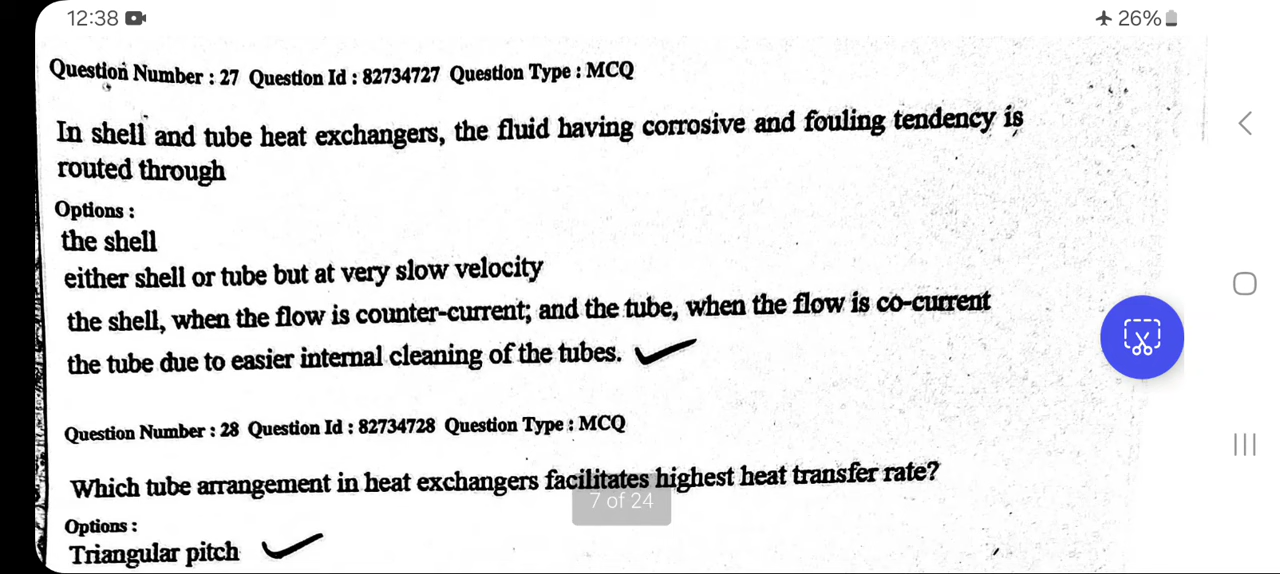 12:38
26%
Question Number : 27 Question Id : 82734727 Question Type : MCQ
In shell and tube heat exchangers, the fluid having corrosive and fouling tendency is
routed through
Options :
the shell
either shell or tube but at very slow velocity
the shell, when the flow is counter-current; and the tube, when the flow is co-current
the tube due to easier internal cleaning of the tubes.
Question Number : 28 Question Id : 82734728 Question Type : MCQ
Which tube arrangement in heat exchangers facilitates highest heat transfer rate?
7 of 24
Options :
Triangular pitch